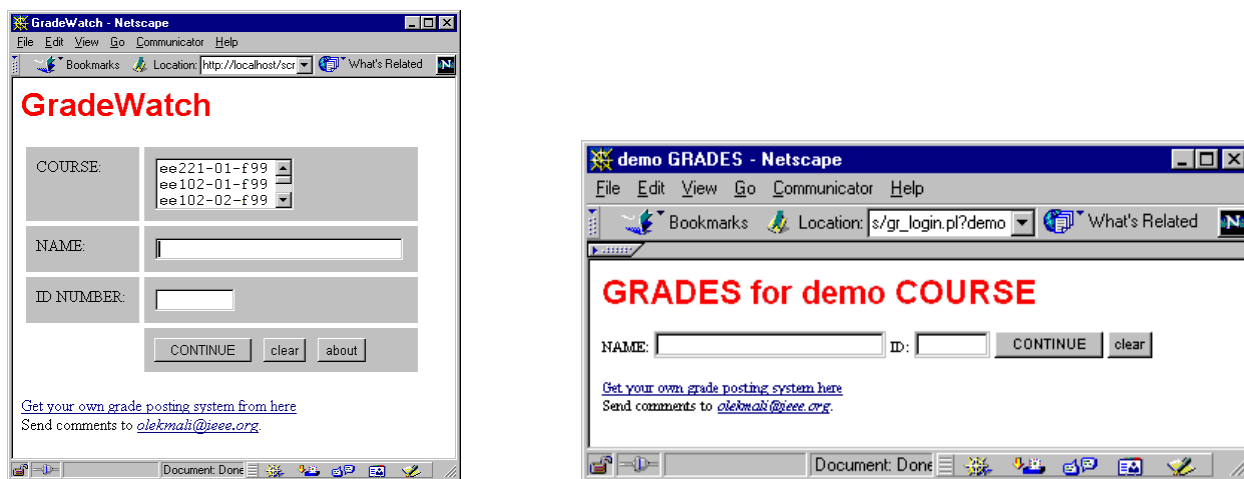 GradeWatch - Netscape
File Edit View Go Communicator Help
Bookmarks Location: http://localhost/scr What's Related N
GradeWatch
COURSE:
ee221-01-f99
ee102-01-f99
ee102-02-f99
NAME:
ID NUMBER:
CONTINUE clear about
Get your own grade posting system from here
Send comments to olekmali@ieee.org.
Document: Done
demo GRADES - Netscape
File Edit View Go Communicator Help
Bookmarks Location: s/gr_login.pl?demo What's Related N
GRADES for demo COURSE
NAME: ID: CONTINUE clear
Get your own grade posting system here
Send comments to olekmali@ieee.org.
Document: Done